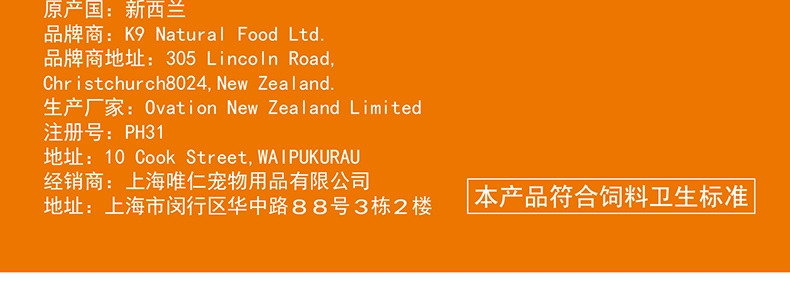 原产国：新西兰
品牌商：K9 Natural Food Ltd.
品牌商地址：305 Lincoln Road,
Christchurch8024,New Zealand.
生产厂家：Ovation New Zealand Limited
注册号：PH31
地址：10 Cook Street,WAIPUKURAU
经销商：上海唯仁宠物用品有限公司
地址：上海市闵行区华中路８８号３栋２楼
本产品符合饲料卫生标准